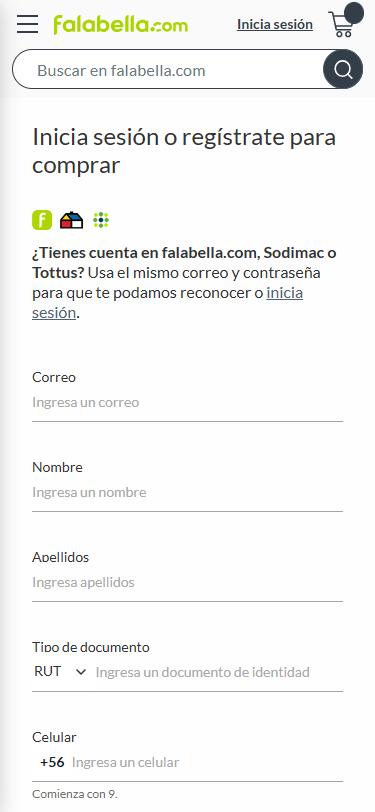 falabella.com
Inicia sesión
Buscar en falabella.com
Inicia sesión o regístrate para
comprar
¿Tienes cuenta en falabella.com, Sodimac o
Tottus? Usa el mismo correo y contraseña
para que te podamos reconocer o inicia
sesión.
Correo
Ingresa un correo
Nombre
Ingresa un nombre
Apellidos
Ingresa apellidos
Tipo de documento
RUT Ingresa un documento de identidad
Celular
+56 Ingresa un celular
Comienza con 9.